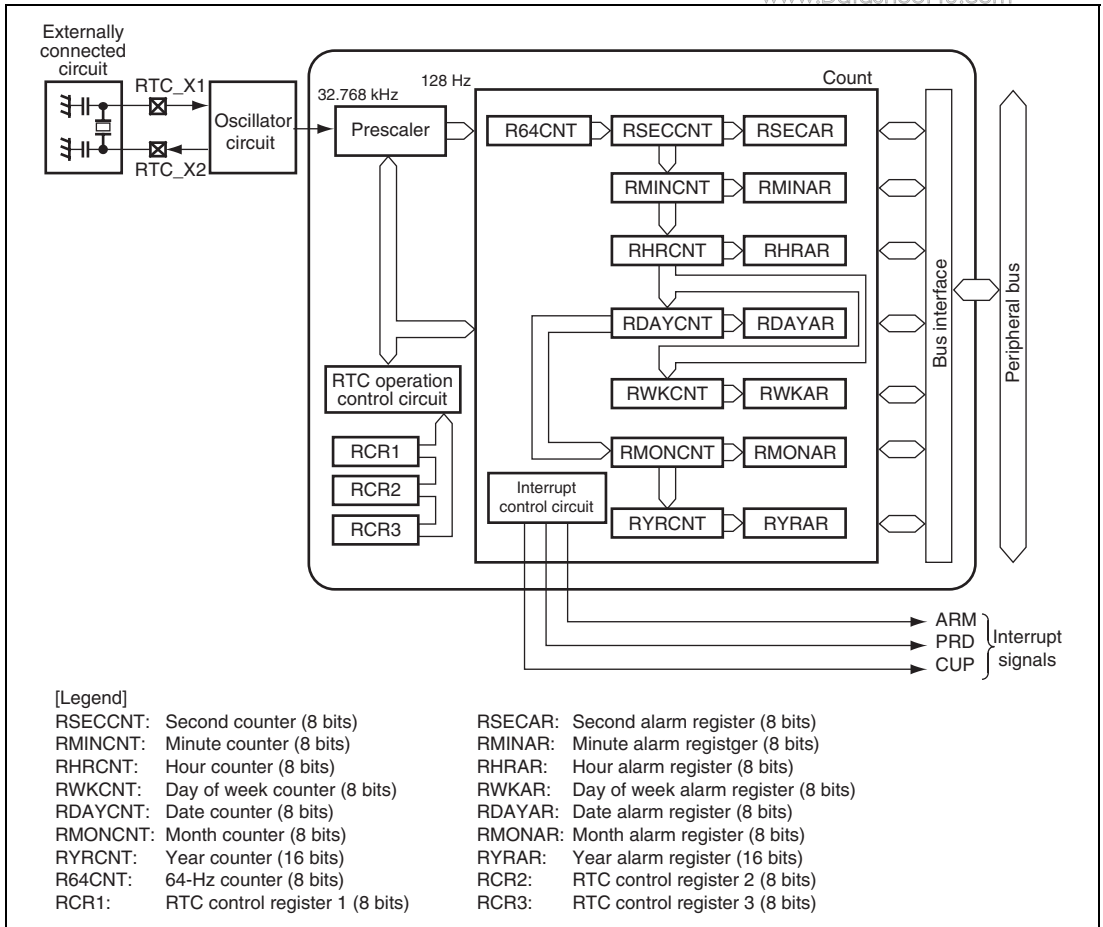 Externally
connected
circuit
RTC_X1
RTC_X2
Oscillator
circuit
32.768 kHz
128 Hz
Prescaler
Count
R64CNT
RSECCNT
RSECAR
RMINCNT
RMINAR
RHRCNT
RHRAR
RDAYCNT
RDAYAR
RWKCNT
RWKAR
RMONCNT
RMONAR
RYRCNT
RYRAR
RTC operation
control circuit
RCR1
RCR2
RCR3
Interrupt
control circuit
Bus interface
Peripheral bus
ARM
PRD
CUP
Interrupt
signals
[Legend]
RSECCNT: Second counter (8 bits)
RMINCNT: Minute counter (8 bits)
RHRCNT: Hour counter (8 bits)
RWKCNT: Day of week counter (8 bits)
RDAYCNT: Date counter (8 bits)
RMONCNT: Month counter (8 bits)
RYRCNT: Year counter (16 bits)
R64CNT: 64-Hz counter (8 bits)
RCR1: RTC control register 1 (8 bits)
RSECAR: Second alarm register (8 bits)
RMINAR: Minute alarm registger (8 bits)
RHRAR: Hour alarm register (8 bits)
RWKAR: Day of week alarm register (8 bits)
RDAYAR: Date alarm register (8 bits)
RMONAR: Month alarm register (8 bits)
RYRAR: Year alarm register (16 bits)
RCR2: RTC control register 2 (8 bits)
RCR3: RTC control register 3 (8 bits)